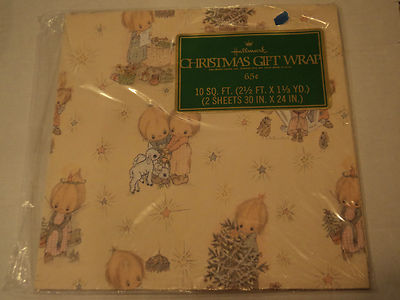 Hallmark
CHRISTMAS GIFT WRAP
65¢
10 SQ. FT. (2½ FT. X 1⅓ YD.)
(2 SHEETS 30 IN. X 24 IN.)